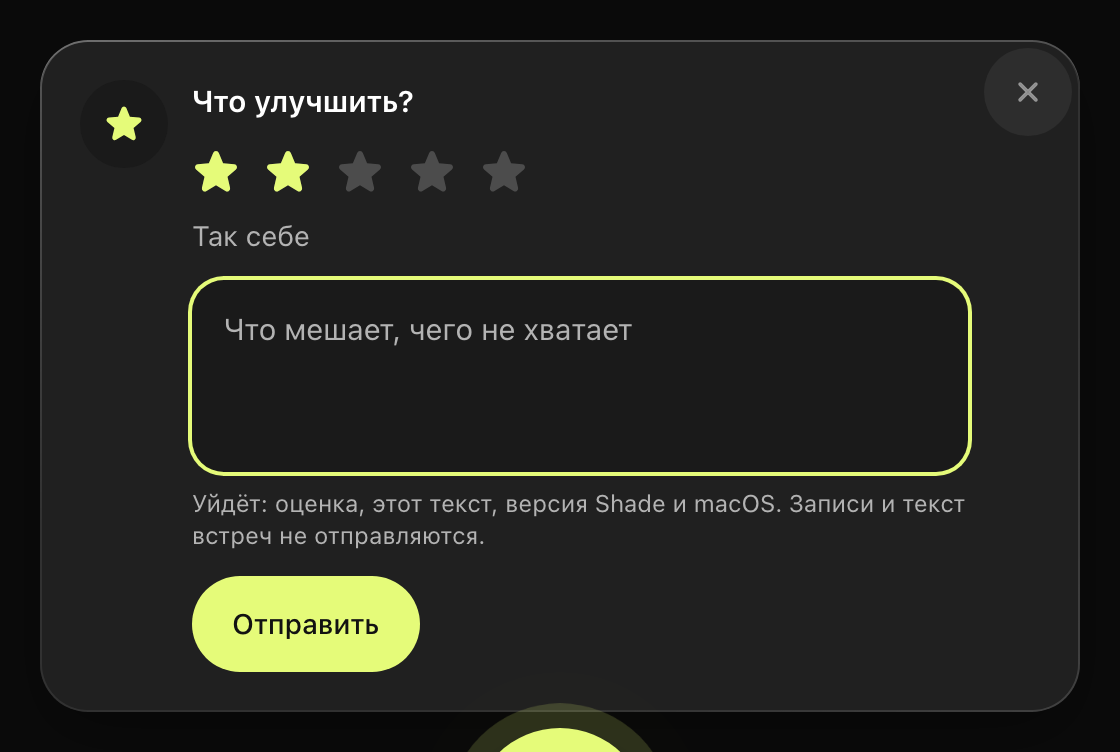 Что улучшить?
Так себе
Что мешает, чего не хватает
Уйдёт: оценка, этот текст, версия Shade и macOS. Записи и текст
встреч не отправляются.
Отправить